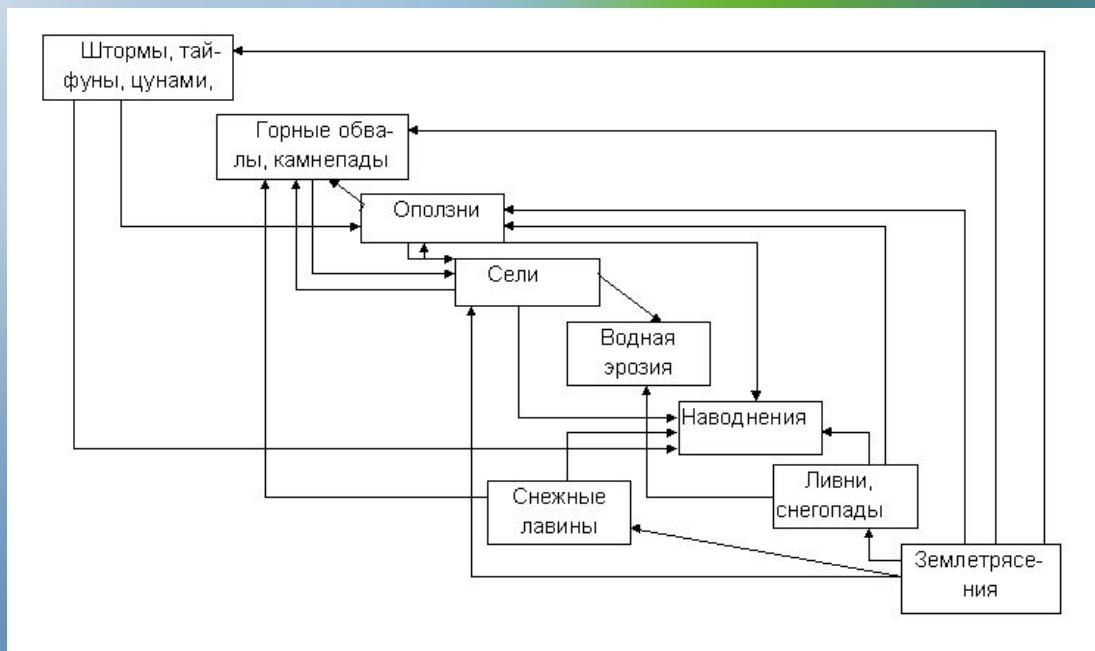 Штормы, тай-
фуны, цунами,
Горные обва-
лы, камнепады
Оползни
Сели
Водная
эрозия
Наводнения
Ливни,
снегопады
Снежные
лавины
Землетрясе-
ния